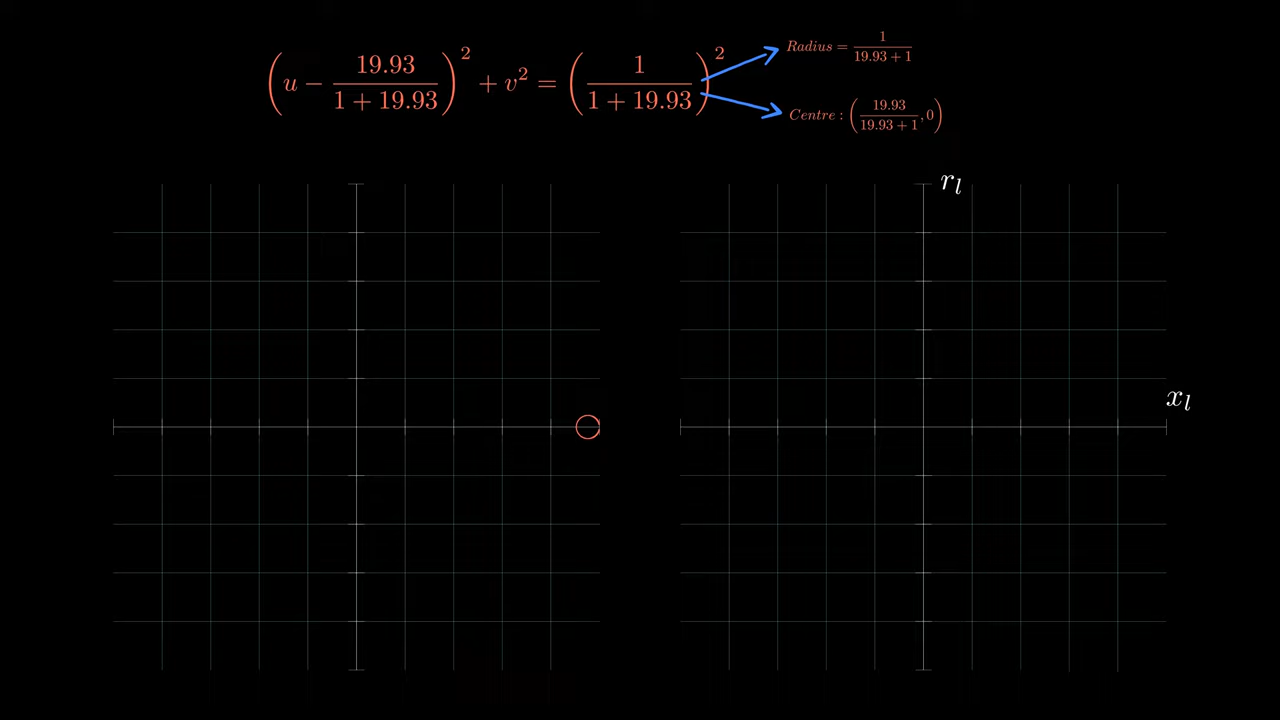 (u − 19.93/(1 + 19.93))² + v² = (1/(1 + 19.93))²
Radius = 1/(19.93 + 1)
Centre : (19.93/(19.93 + 1), 0)
r_l
x_l